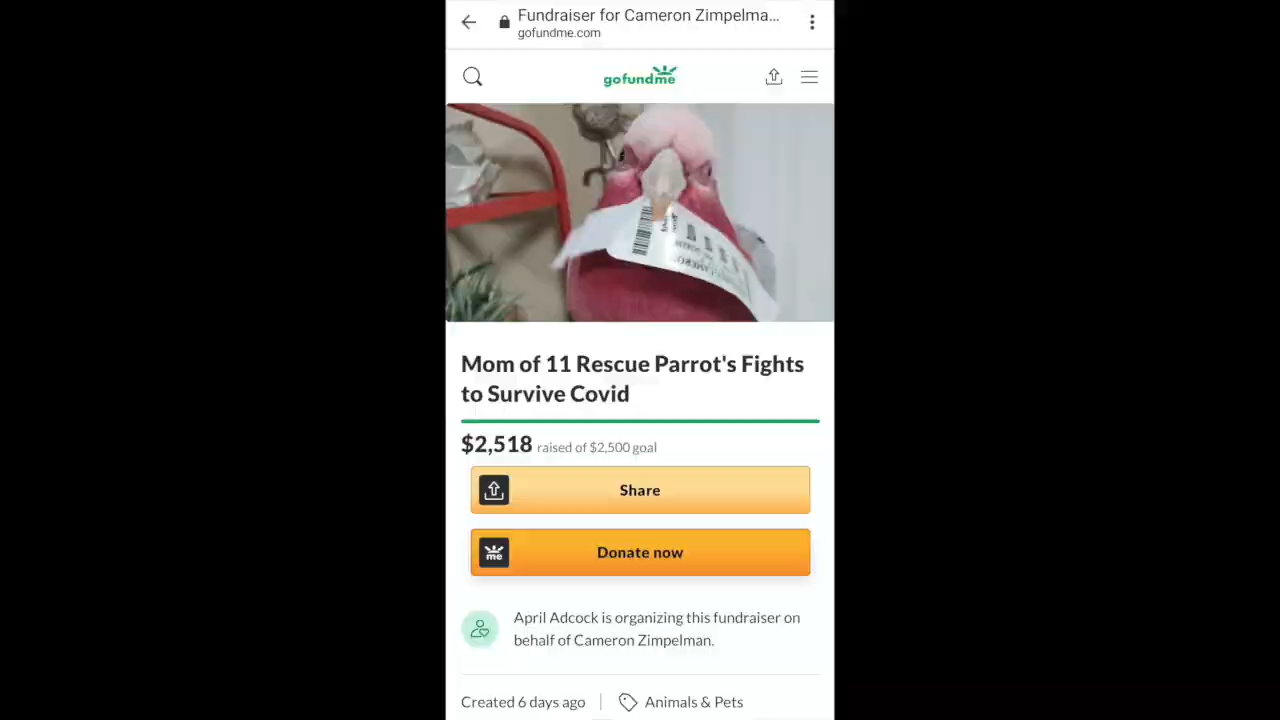 Fundraiser for Cameron Zimpelma...
gofundme.com
gofundme
Mom of 11 Rescue Parrot's Fights
to Survive Covid
$2,518 raised of $2,500 goal
Share
me
Donate now
April Adcock is organizing this fundraiser on
behalf of Cameron Zimpelman.
Created 6 days ago
Animals & Pets